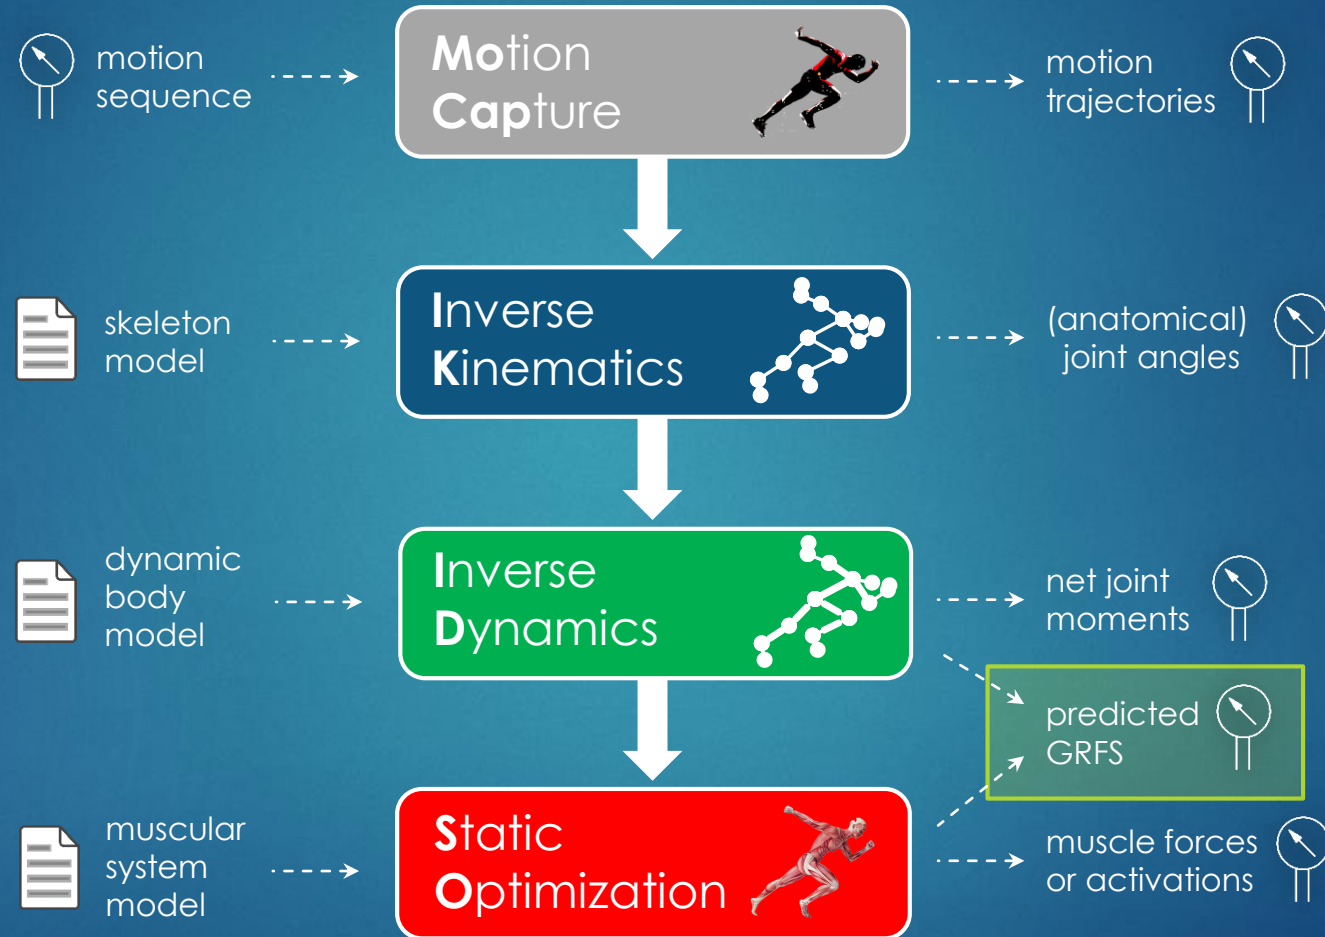 motion
sequence
Motion
Capture
motion
trajectories
skeleton
model
Inverse
Kinematics
(anatomical)
joint angles
dynamic
body
model
Inverse
Dynamics
net joint
moments
predicted
GRFS
muscular
system
model
Static
Optimization
muscle forces
or activations